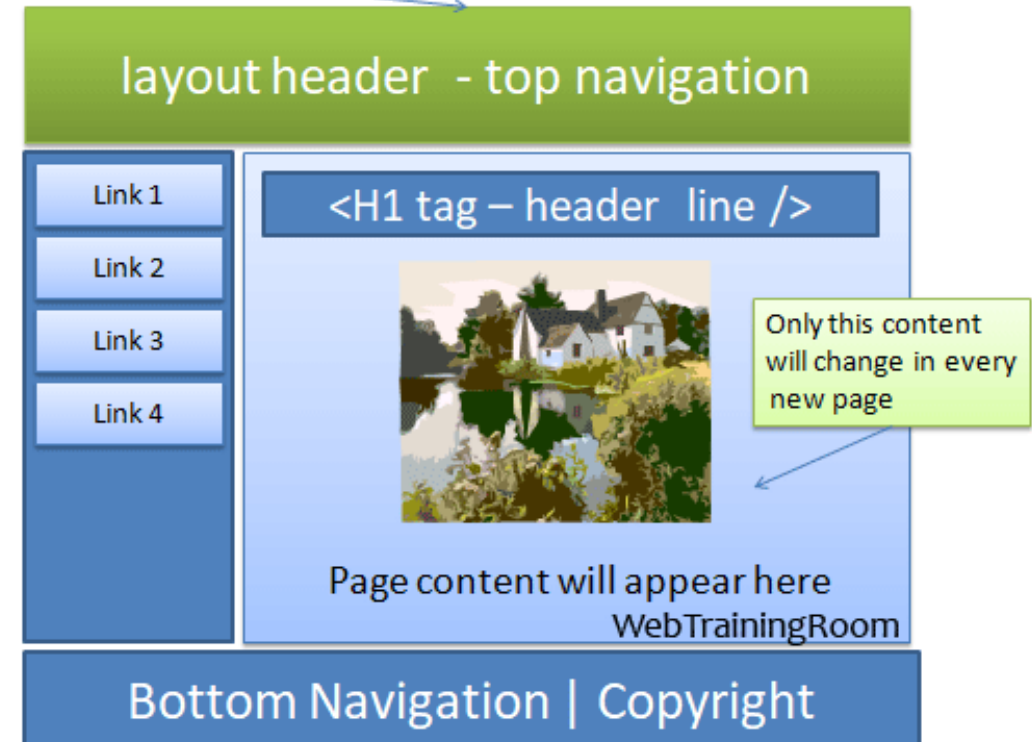 layout header - top navigation
Link 1
Link 2
Link 3
Link 4
<H1 tag – header line />
Only this content
will change in every
new page
Page content will appear here
WebTrainingRoom
Bottom Navigation | Copyright